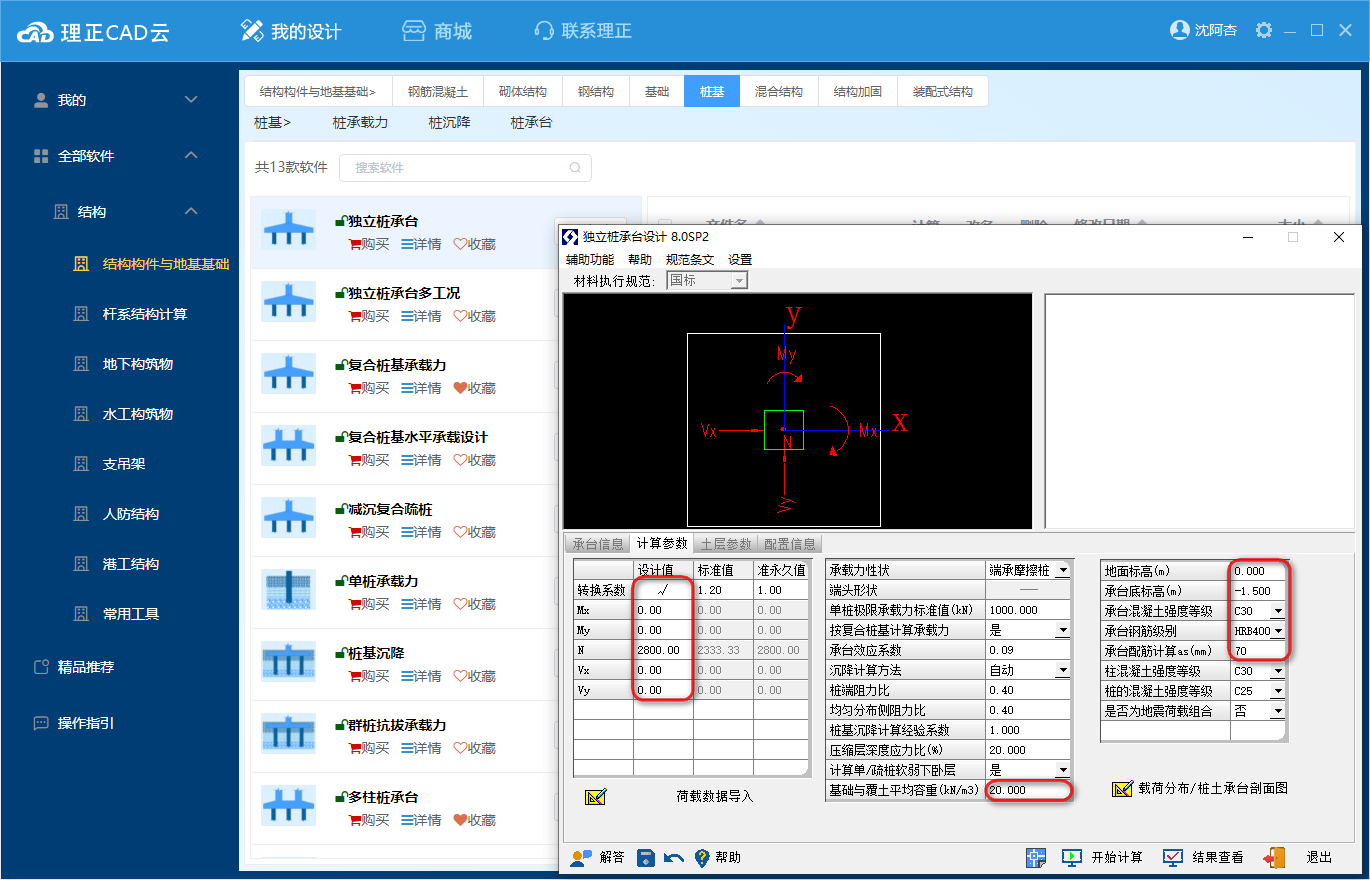 理正CAD云 我的设计 商城 联系理正 沈阿杏
我的
全部软件
结构
结构构件与地基基础
杆系结构计算
地下构筑物
水工构筑物
支吊架
人防结构
港工结构
常用工具
精品推荐
操作指引
结构构件与地基基础> 钢筋混凝土 砌体结构 钢结构 基础 桩基 混合结构 结构加固 装配式结构
桩基> 桩承载力 桩沉降 桩承台
共13款软件 搜索软件
独立桩承台
购买 详情 收藏
独立桩承台多工况
购买 详情 收藏
复合桩基承载力
购买 详情 收藏
复合桩基水平承载设计
购买 详情 收藏
减沉复合疏桩
购买 详情 收藏
单桩承载力
购买 详情 收藏
桩基沉降
购买 详情 收藏
群桩抗拔承载力
购买 详情 收藏
多柱桩承台
购买 详情 收藏
独立桩承台设计 8.0SP2
辅助功能 帮助 规范条文 设置
材料执行规范: 国标
y
My
Vx N Mx X
承台信息 计算参数 土层参数 配置信息
设计值 标准值 准永久值
转换系数 √ 1.20 1.00
Mx 0.00 0.00 0.00
My 0.00 0.00 0.00
N 2800.00 2333.33 2800.00
Vx 0.00 0.00 0.00
Vy 0.00 0.00 0.00
荷载数据导入
承载力性状 端承摩擦桩
端头形状 ——
单桩极限承载力标准值(kN) 1000.000
按复合桩基计算承载力 是
承台效应系数 0.09
沉降计算方法 自动
桩端阻力比 0.40
均匀分布侧阻力比 0.40
桩基沉降计算经验系数 1.000
压缩层深度应力比(%) 20.000
计算单/疏桩软弱下卧层 是
基础与覆土平均容重(kN/m3) 20.000
地面标高(m) 0.000
承台底标高(m) -1.500
承台混凝土强度等级 C30
承台钢筋级别 HRB400
承台配筋计算as(mm) 70
柱混凝土强度等级 C30
桩的混凝土强度等级 C25
是否为地震荷载组合 否
载荷分布/桩土承台剖面图
解答 帮助 开始计算 结果查看 退出